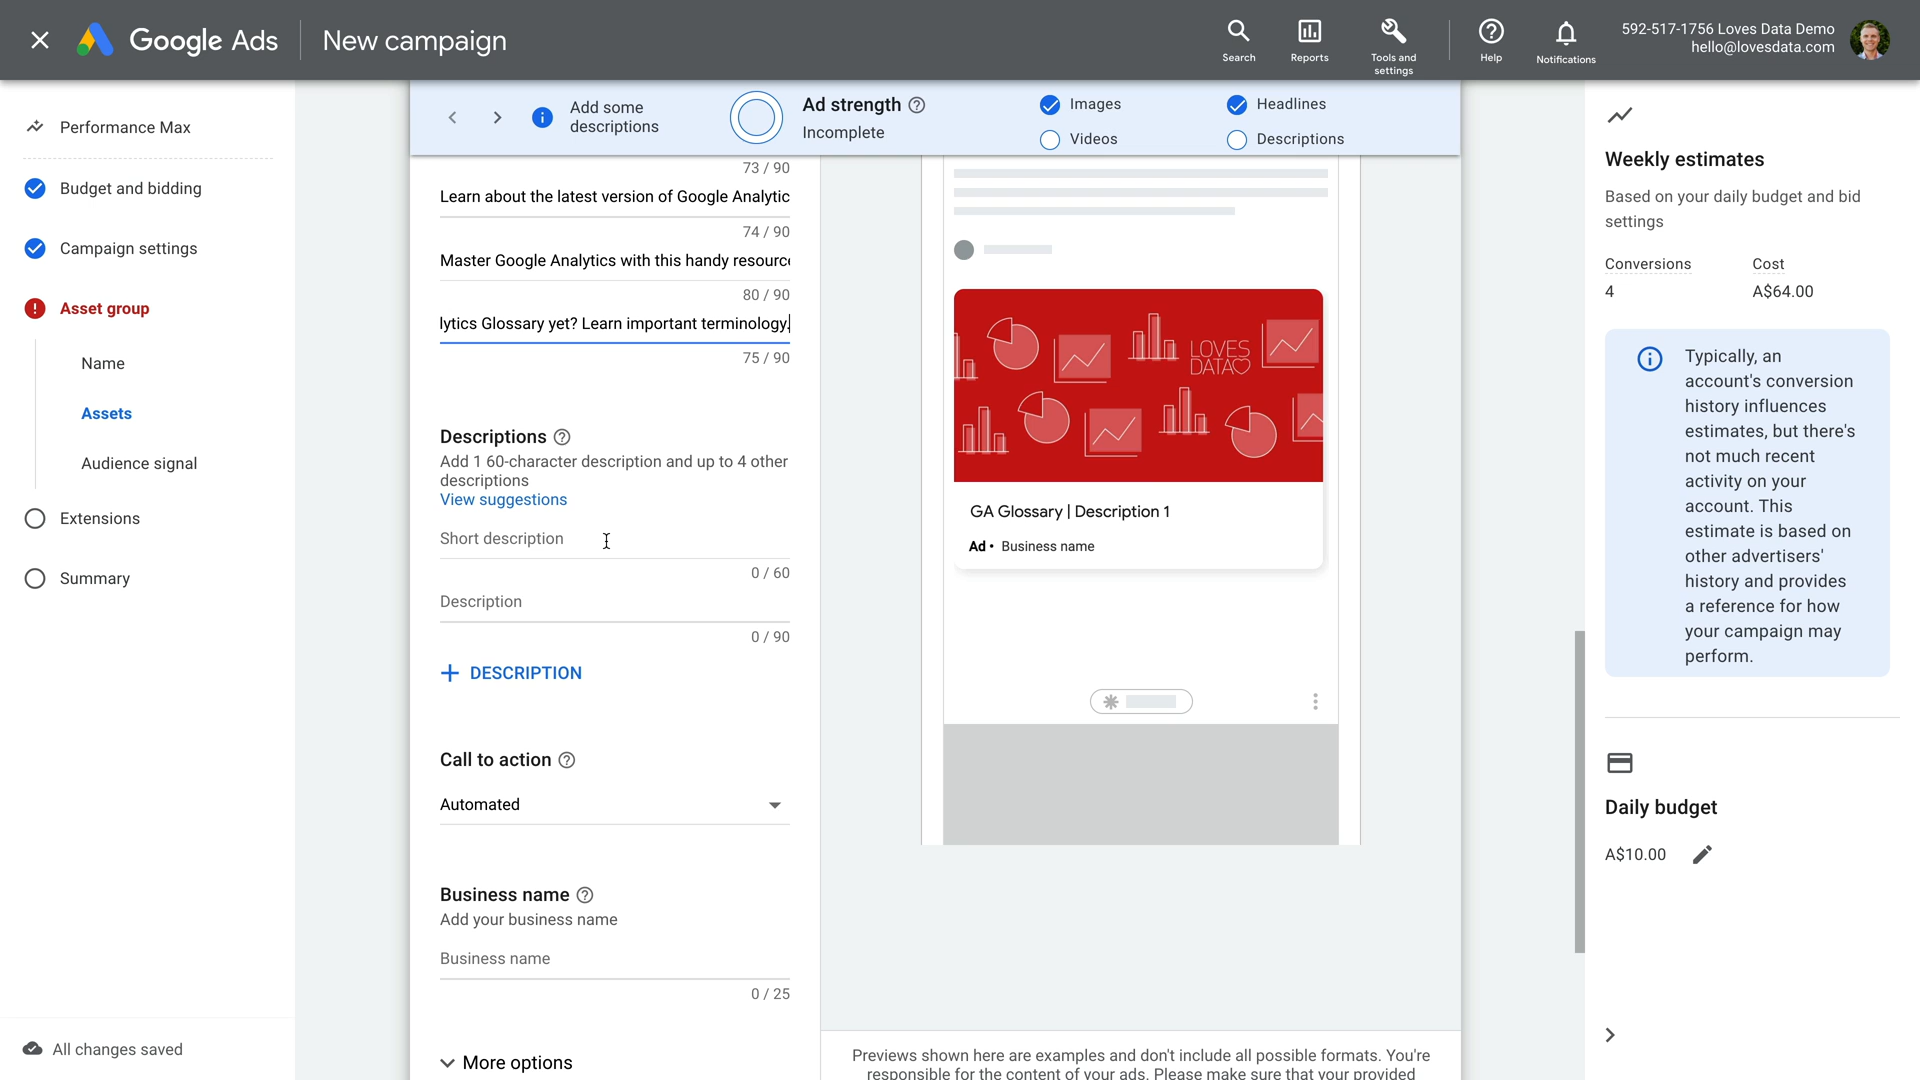 Google Ads
New campaign
Search
Reports
Tools and
settings
Help
Notifications
592-517-1756 Loves Data Demo
hello@lovesdata.com
Performance Max
Budget and bidding
Campaign settings
Asset group
Name
Assets
Audience signal
Extensions
Summary
All changes saved
Add some
descriptions
Ad strength
Incomplete
Images
Videos
Headlines
Descriptions
73 / 90
Learn about the latest version of Google Analytic
74 / 90
Master Google Analytics with this handy resourc
80 / 90
lytics Glossary yet? Learn important terminology.
75 / 90
Descriptions
Add 1 60-character description and up to 4 other
descriptions
View suggestions
Short description
0 / 60
Description
0 / 90
DESCRIPTION
Call to action
Automated
Business name
Add your business name
Business name
0 / 25
More options
LOVES
DATA
GA Glossary | Description 1
Ad • Business name
Previews shown here are examples and don't include all possible formats. You're
responsible for the content of your ads. Please make sure that your provided
Weekly estimates
Based on your daily budget and bid
settings
Conversions
Cost
4
A$64.00
Typically, an
account's conversion
history influences
estimates, but there's
not much recent
activity on your
account. This
estimate is based on
other advertisers'
history and provides
a reference for how
your campaign may
perform.
Daily budget
A$10.00